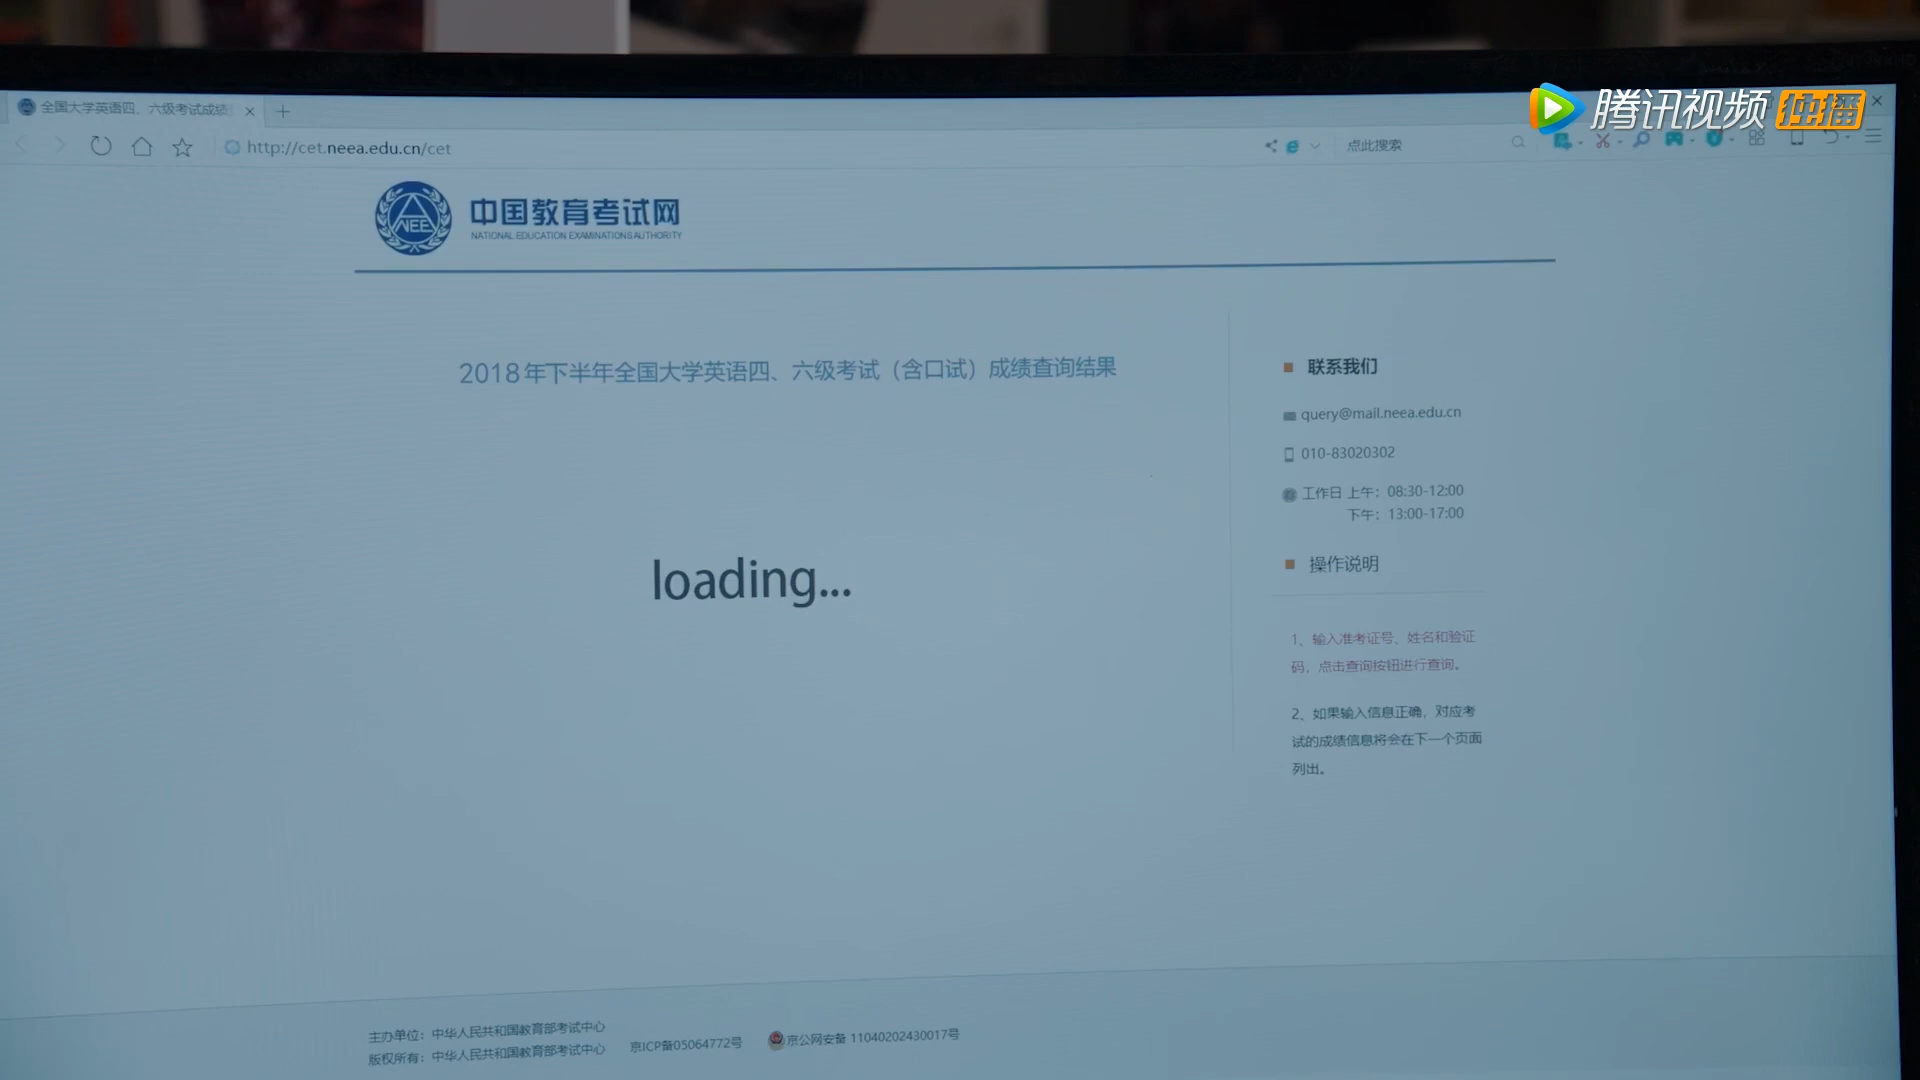 腾讯视频 独播
全国大学英语四、六级考试成绩
http://cet.neea.edu.cn/cet
点此搜索
NEE
中国教育考试网
NATIONAL EDUCATION EXAMINATIONS AUTHORITY
2018年下半年全国大学英语四、六级考试（含口试）成绩查询结果
loading...
联系我们
query@mail.neea.edu.cn
010-83020302
工作日 上午：08:30-12:00
下午：13:00-17:00
操作说明
1、输入准考证号、姓名和验证
码，点击查询按钮进行查询。
2、如果输入信息正确，对应考
试的成绩信息将会在下一个页面
列出。
主办单位：中华人民共和国教育部考试中心
版权所有：中华人民共和国教育部考试中心
京ICP备05064772号
京公网安备 11040202430017号